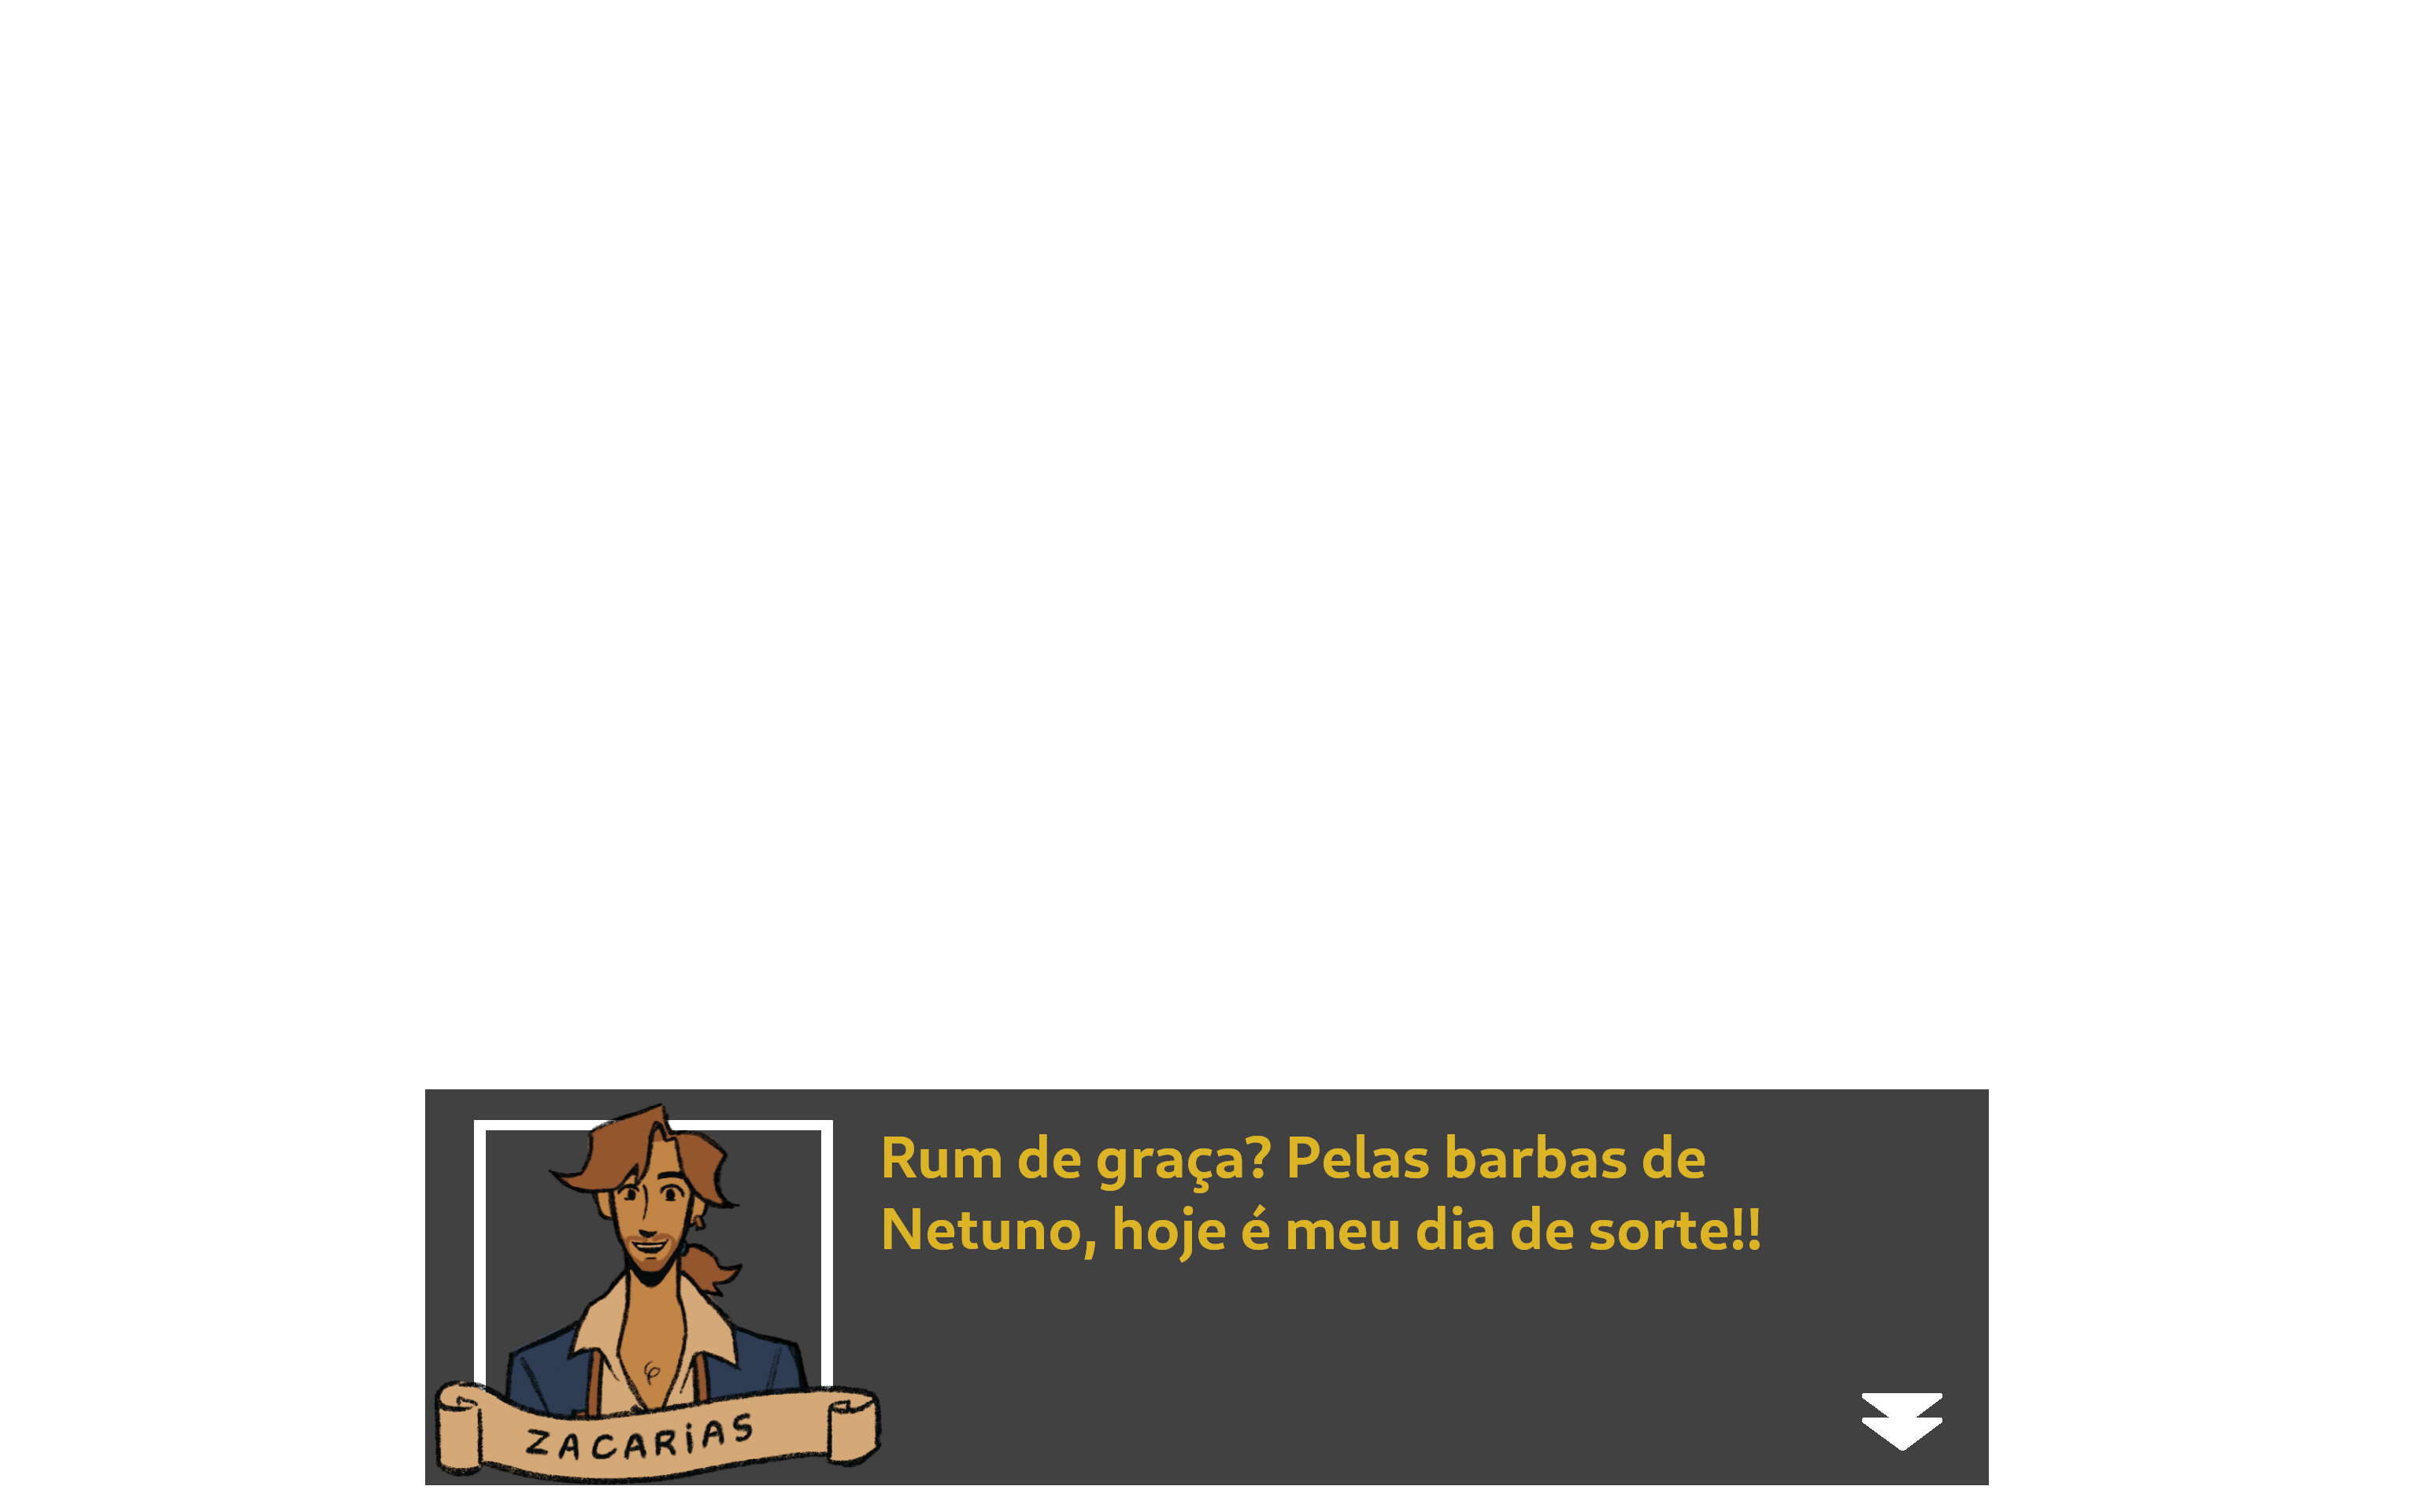 Rum de graça? Pelas barbas de
Netuno, hoje é meu dia de sorte!!
ZACARiAS